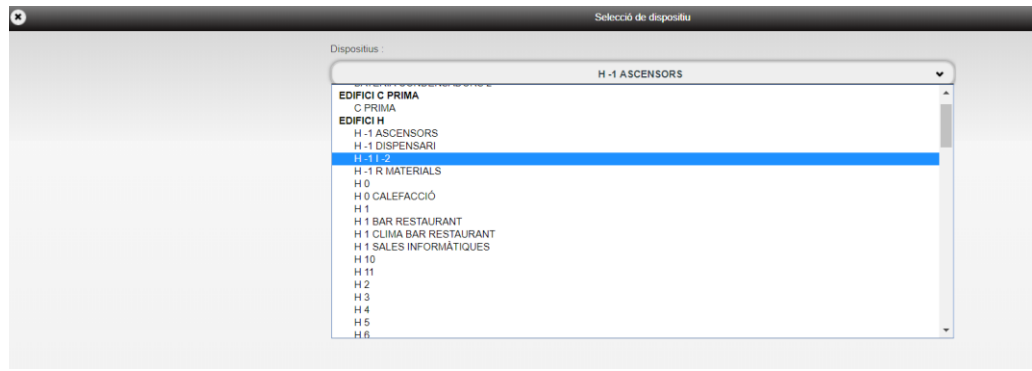 Selecció de dispositiu
Dispositius :
H -1 ASCENSORS
EDIFICI C PRIMA
C PRIMA
EDIFICI H
H -1 ASCENSORS
H -1 DISPENSARI
H -1 I -2
H -1 R MATERIALS
H 0
H 0 CALEFACCIÓ
H 1
H 1 BAR RESTAURANT
H 1 CLIMA BAR RESTAURANT
H 1 SALES INFORMÀTIQUES
H 10
H 11
H 2
H 3
H 4
H 5
H 6